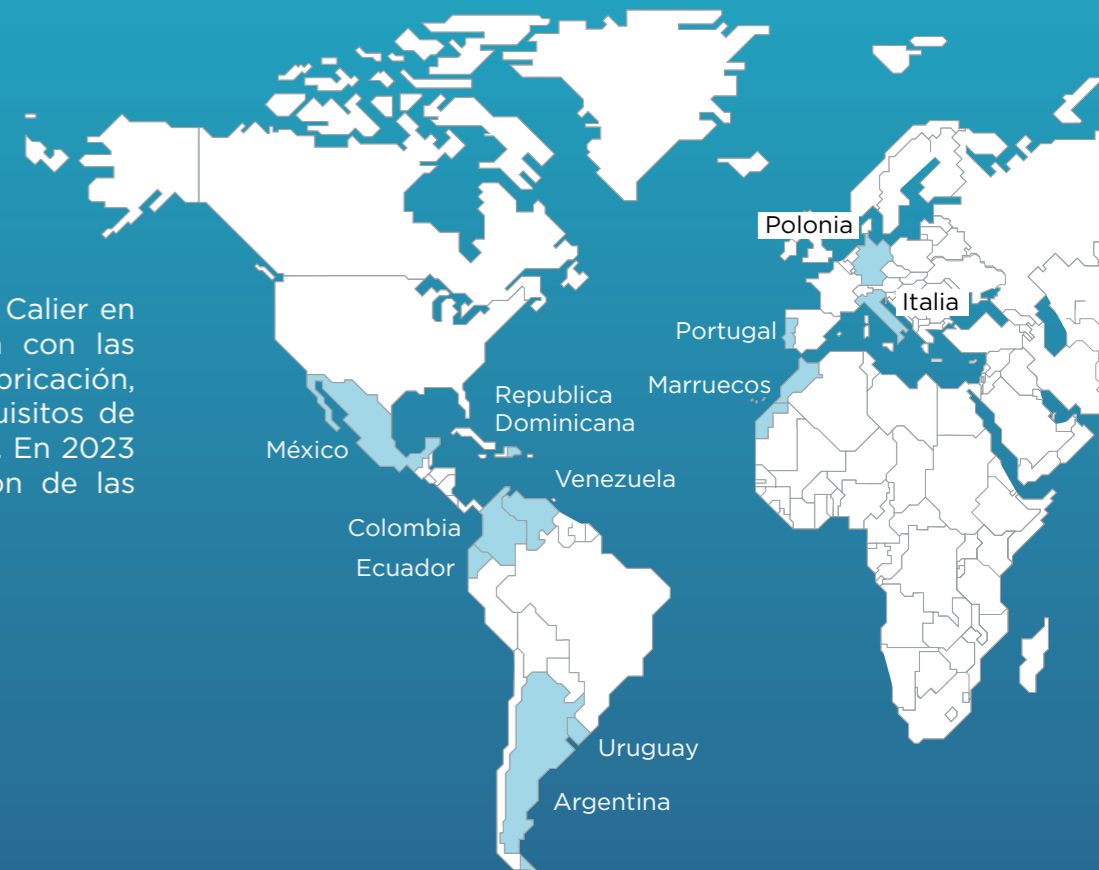 Polonia
Italia
Calier en
Portugal
con las
Marruecos
bricación,
Republica
Dominicana
uisitos de
México
. En 2023
Venezuela
ón de las
Colombia
Ecuador
Uruguay
Argentina